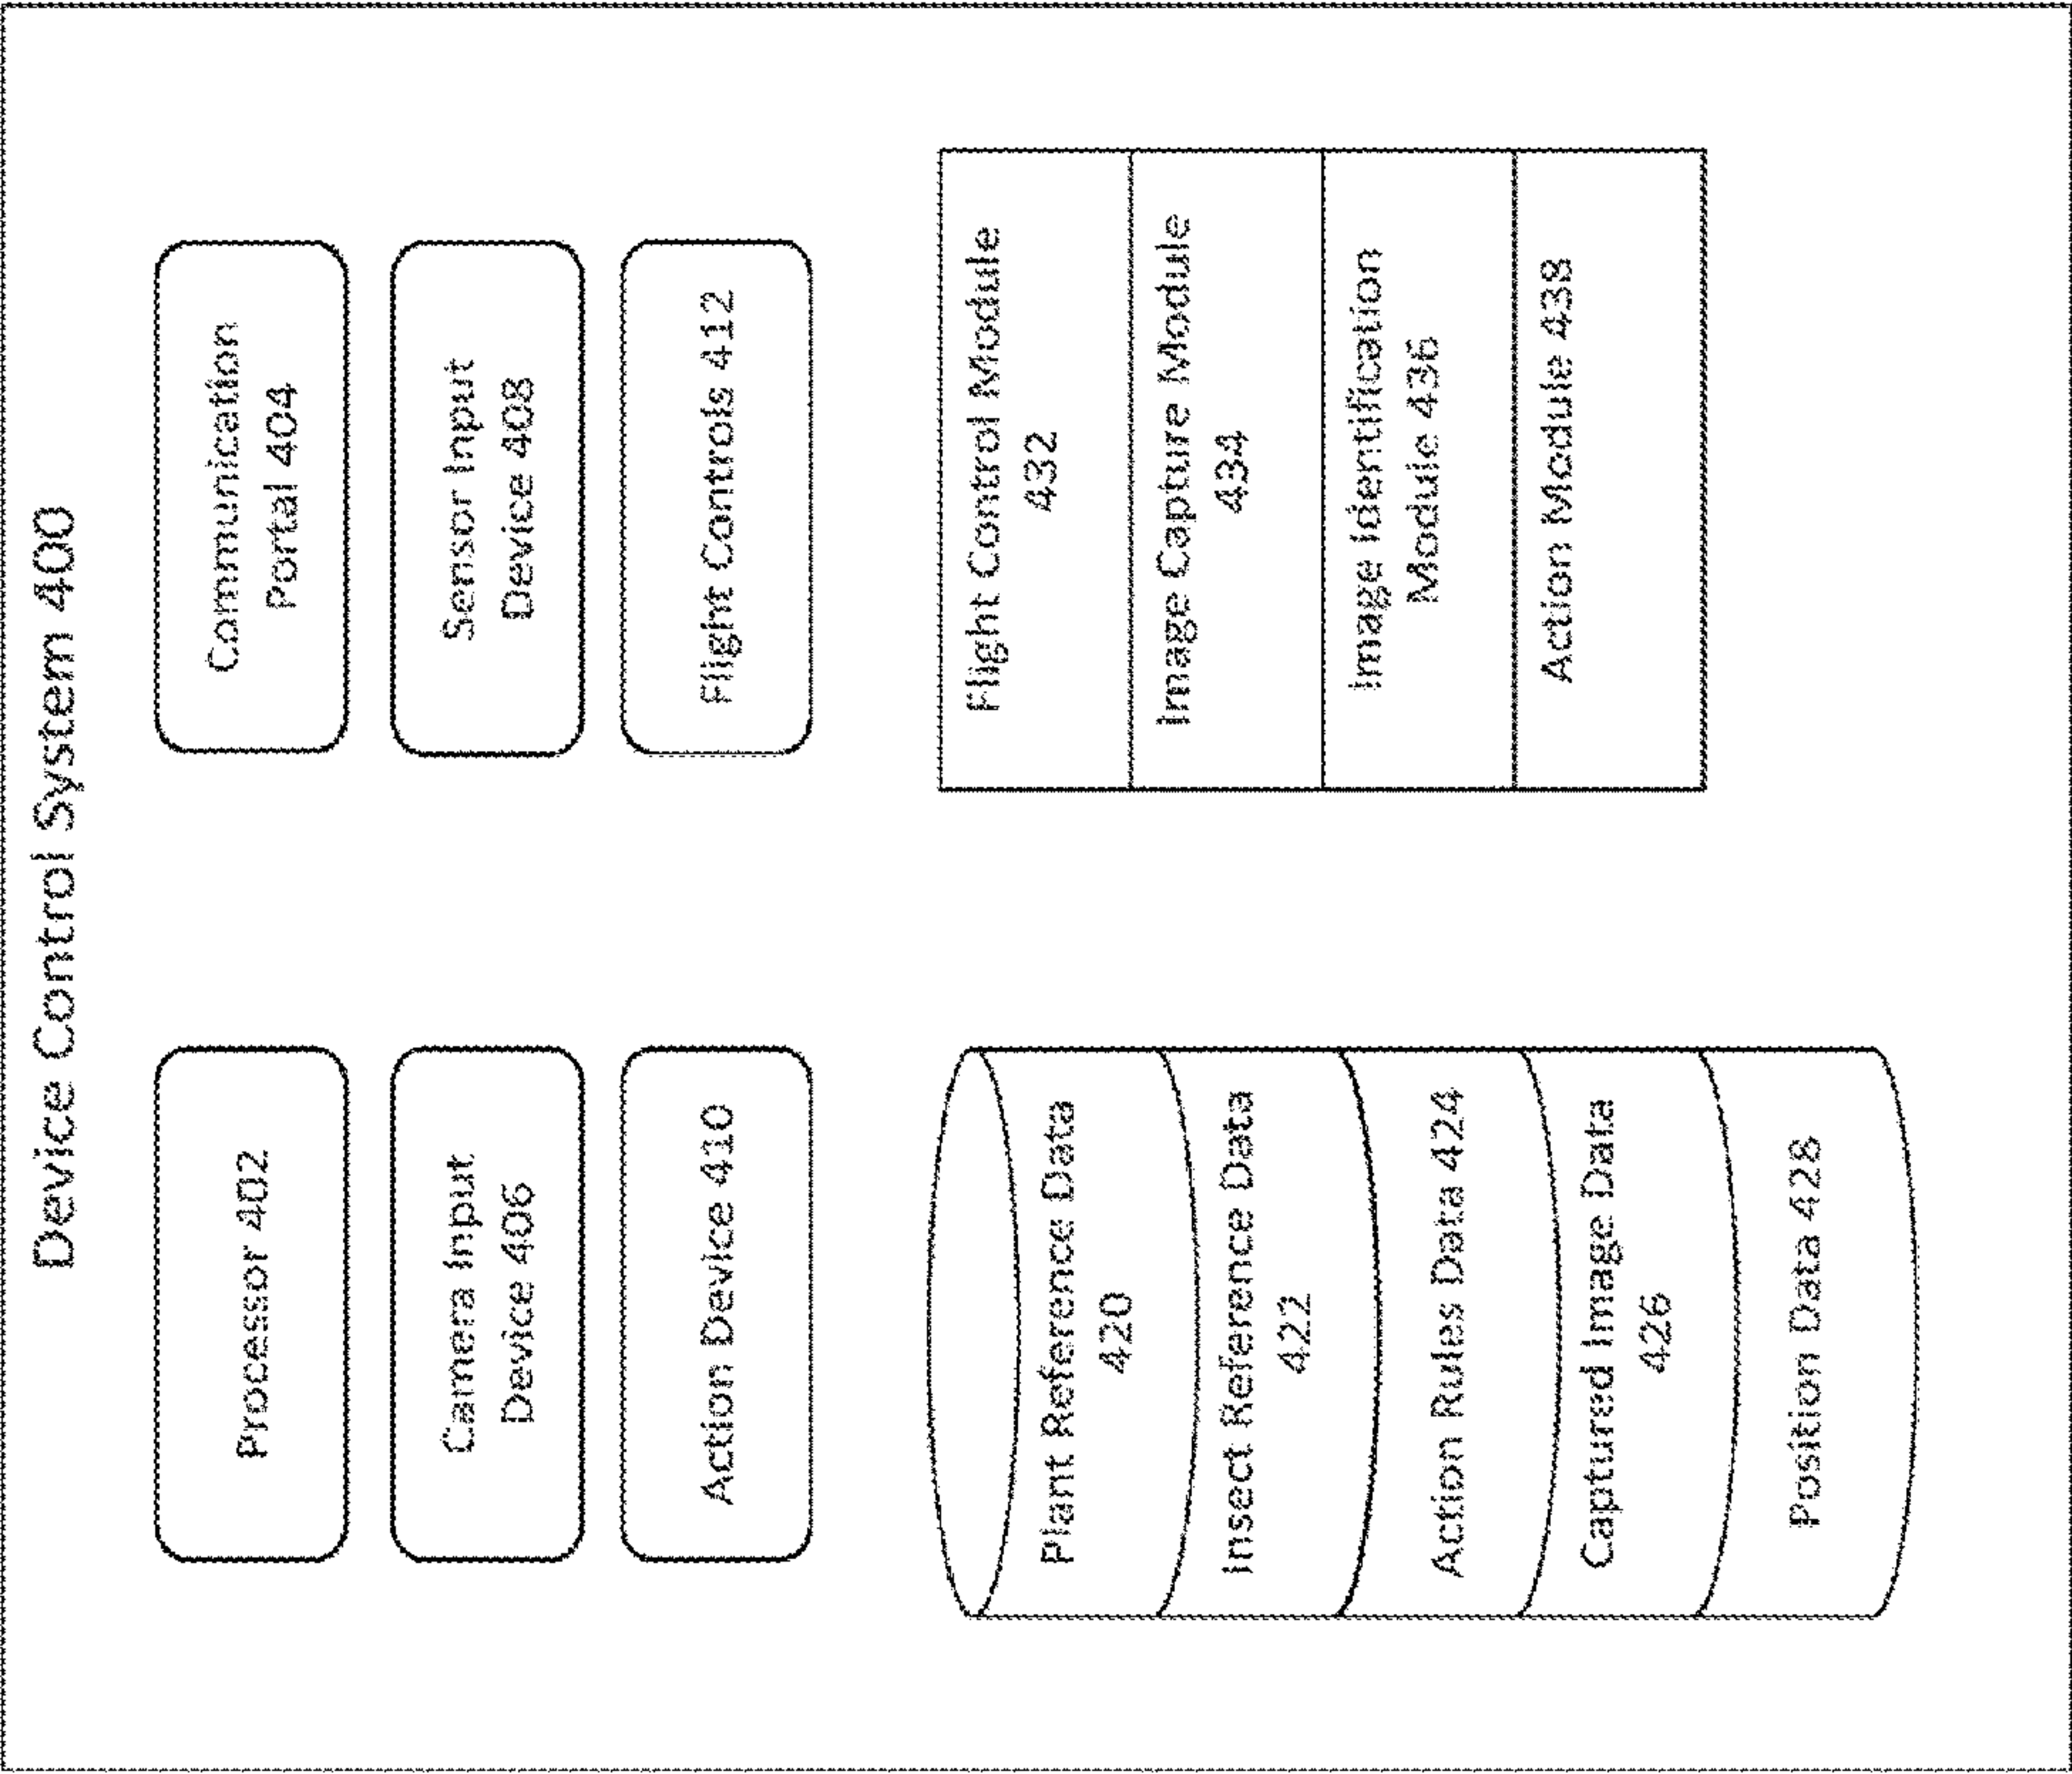 Device Control System 400
Processor 402
Communication
Portal 404
Camera Input
Device 406
Sensor Input
Device 408
Action Device 410
Flight Controls 412
Plant Reference Data
420
Insect Reference Data
422
Action Rules Data 424
Captured Image Data
426
Position Data 428
Flight Control Module
432
Image Capture Module
434
Image Identification
Module 436
Action Module 438